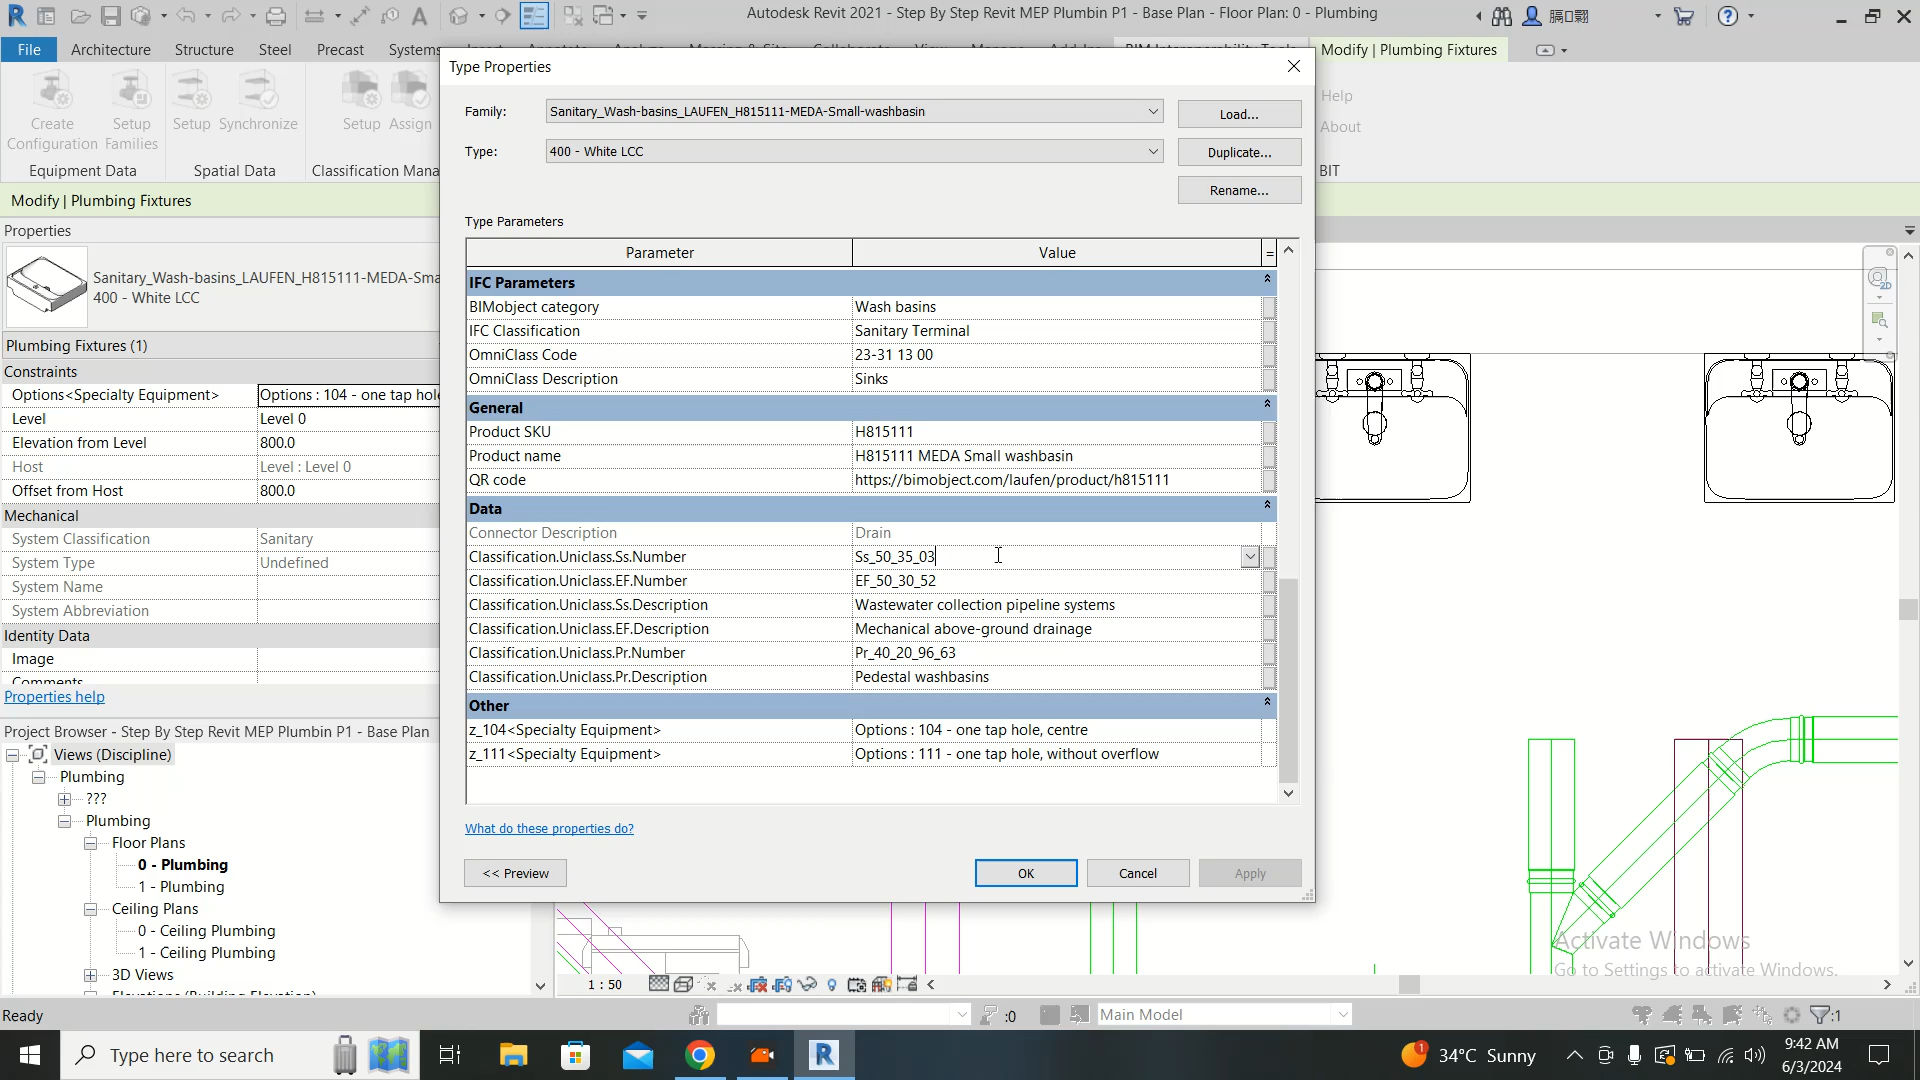 Autodesk Revit 2021 - Step By Step Revit MEP Plumbin P1 - Base Plan - Floor Plan: 0 - Plumbing
File Architecture Structure Steel Precast Systems
Modify | Plumbing Fixtures
Create Configuration
Setup Families
Setup Synchronize
Setup Assign
Equipment Data Spatial Data Classification Mana
Help
About
BIT
Modify | Plumbing Fixtures
Properties
Sanitary_Wash-basins_LAUFEN_H815111-MEDA-Sma
400 - White LCC
Plumbing Fixtures (1)
Constraints
Options<Specialty Equipment> Options : 104 - one tap hole
Level Level 0
Elevation from Level 800.0
Host Level : Level 0
Offset from Host 800.0
Mechanical
System Classification Sanitary
System Type Undefined
System Name
System Abbreviation
Identity Data
Image
Comments
Properties help
Project Browser - Step By Step Revit MEP Plumbin P1 - Base Plan
Views (Discipline)
Plumbing
???
Plumbing
Floor Plans
0 - Plumbing
1 - Plumbing
Ceiling Plans
0 - Ceiling Plumbing
1 - Ceiling Plumbing
3D Views
Elevations (Building Elevation)
Type Properties
Family: Sanitary_Wash-basins_LAUFEN_H815111-MEDA-Small-washbasin Load...
Type: 400 - White LCC Duplicate...
Rename...
Type Parameters
Parameter Value =
IFC Parameters
BIMobject category Wash basins
IFC Classification Sanitary Terminal
OmniClass Code 23-31 13 00
OmniClass Description Sinks
General
Product SKU H815111
Product name H815111 MEDA Small washbasin
QR code https://bimobject.com/laufen/product/h815111
Data
Connector Description Drain
Classification.Uniclass.Ss.Number Ss_50_35_03
Classification.Uniclass.EF.Number EF_50_30_52
Classification.Uniclass.Ss.Description Wastewater collection pipeline systems
Classification.Uniclass.EF.Description Mechanical above-ground drainage
Classification.Uniclass.Pr.Number Pr_40_20_96_63
Classification.Uniclass.Pr.Description Pedestal washbasins
Other
z_104<Specialty Equipment> Options : 104 - one tap hole, centre
z_111<Specialty Equipment> Options : 111 - one tap hole, without overflow
What do these properties do?
<< Preview OK Cancel Apply
Activate Windows
Go to Settings to activate Windows.
1 : 50
Ready
:0
Main Model
:1
Type here to search
34°C Sunny
9:42 AM
6/3/2024